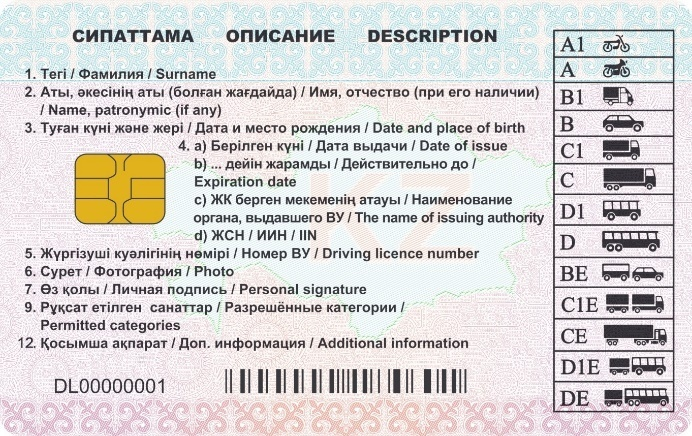 СИПАТТАМА ОПИСАНИЕ DESCRIPTION
1. Тегі / Фамилия / Surname
2. Аты, әкесінің аты (болған жағдайда) / Имя, отчество (при его наличии)
/ Name, patronymic (if any)
3. Туған күні және жері / Дата и место рождения / Date and place of birth
4. a) Берілген күні / Дата выдачи / Date of issue
b) ... дейін жарамды / Действительно до /
Expiration date
c) ЖК берген мекеменің атауы / Наименование
органа, выдавшего ВУ / The name of issuing authority
d) ЖСН / ИИН / IIN
5. Жүргізуші куәлігінің нөмірі / Номер ВУ / Driving licence number
6. Сурет / Фотография / Photo
7. Өз қолы / Личная подпись / Personal signature
9. Рұқсат етілген санаттар / Разрешённые категории /
Permitted categories
12. Қосымша ақпарат / Доп. информация / Additional information
DL00000001
KZ
A1
A
B1
B
C1
C
D1
D
BE
C1E
CE
D1E
DE